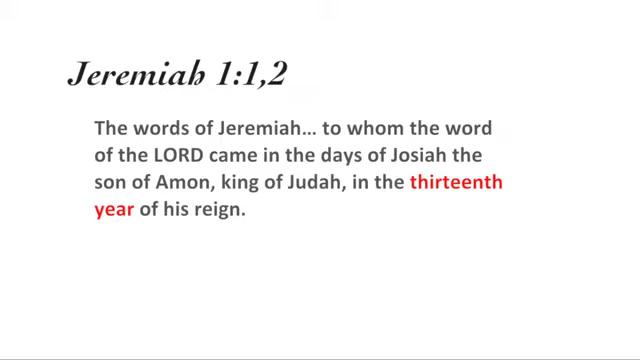 Jeremiah 1:1,2
The words of Jeremiah… to whom the word
of the LORD came in the days of Josiah the
son of Amon, king of Judah, in the thirteenth
year of his reign.